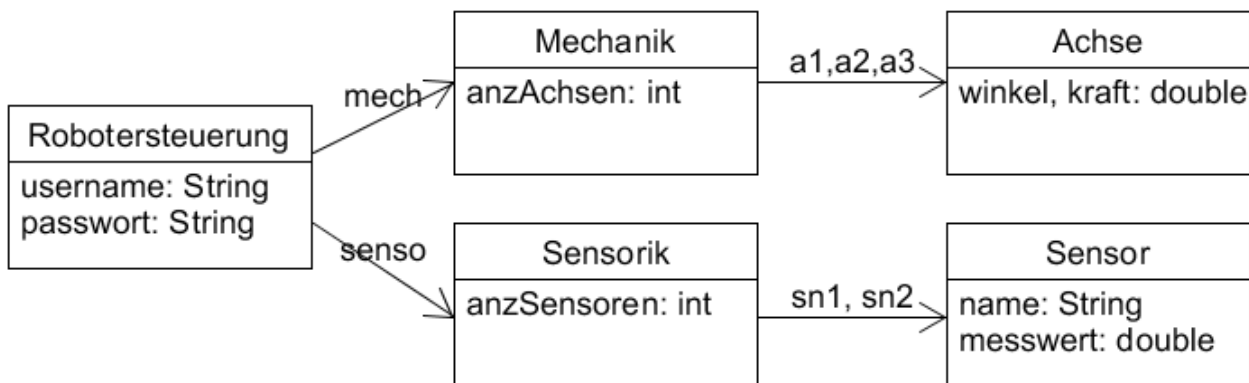 Robotersteuerung
username: String
passwort: String
mech
senso
Mechanik
anzAchsen: int
a1,a2,a3
Achse
winkel, kraft: double
Sensorik
anzSensoren: int
sn1, sn2
Sensor
name: String
messwert: double